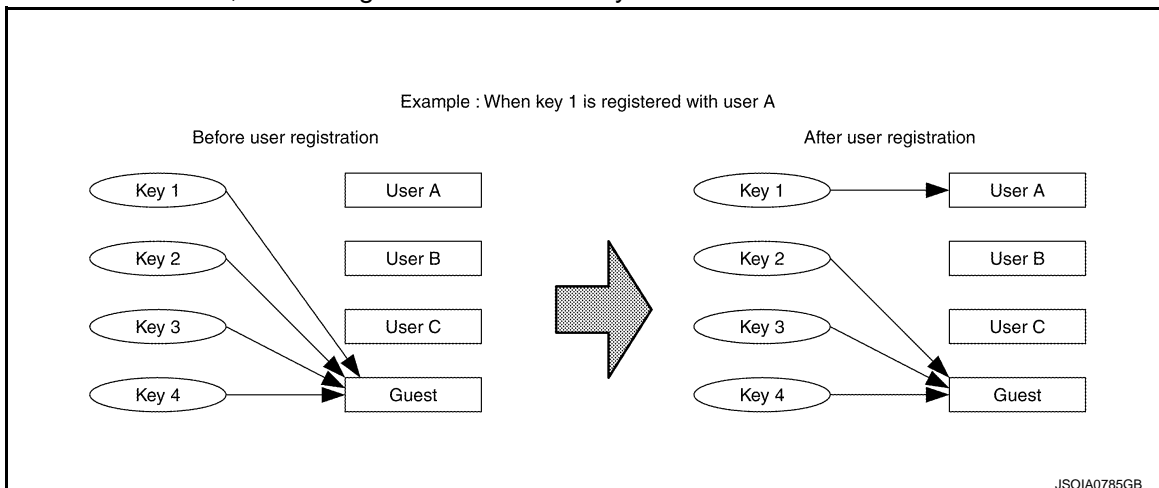 Example : When key 1 is registered with user A
Before user registration
After user registration
Key 1
User A
Key 1
User A
Key 2
User B
Key 2
User B
Key 3
User C
Key 3
User C
Key 4
Guest
Key 4
Guest
JSOIA0785GB